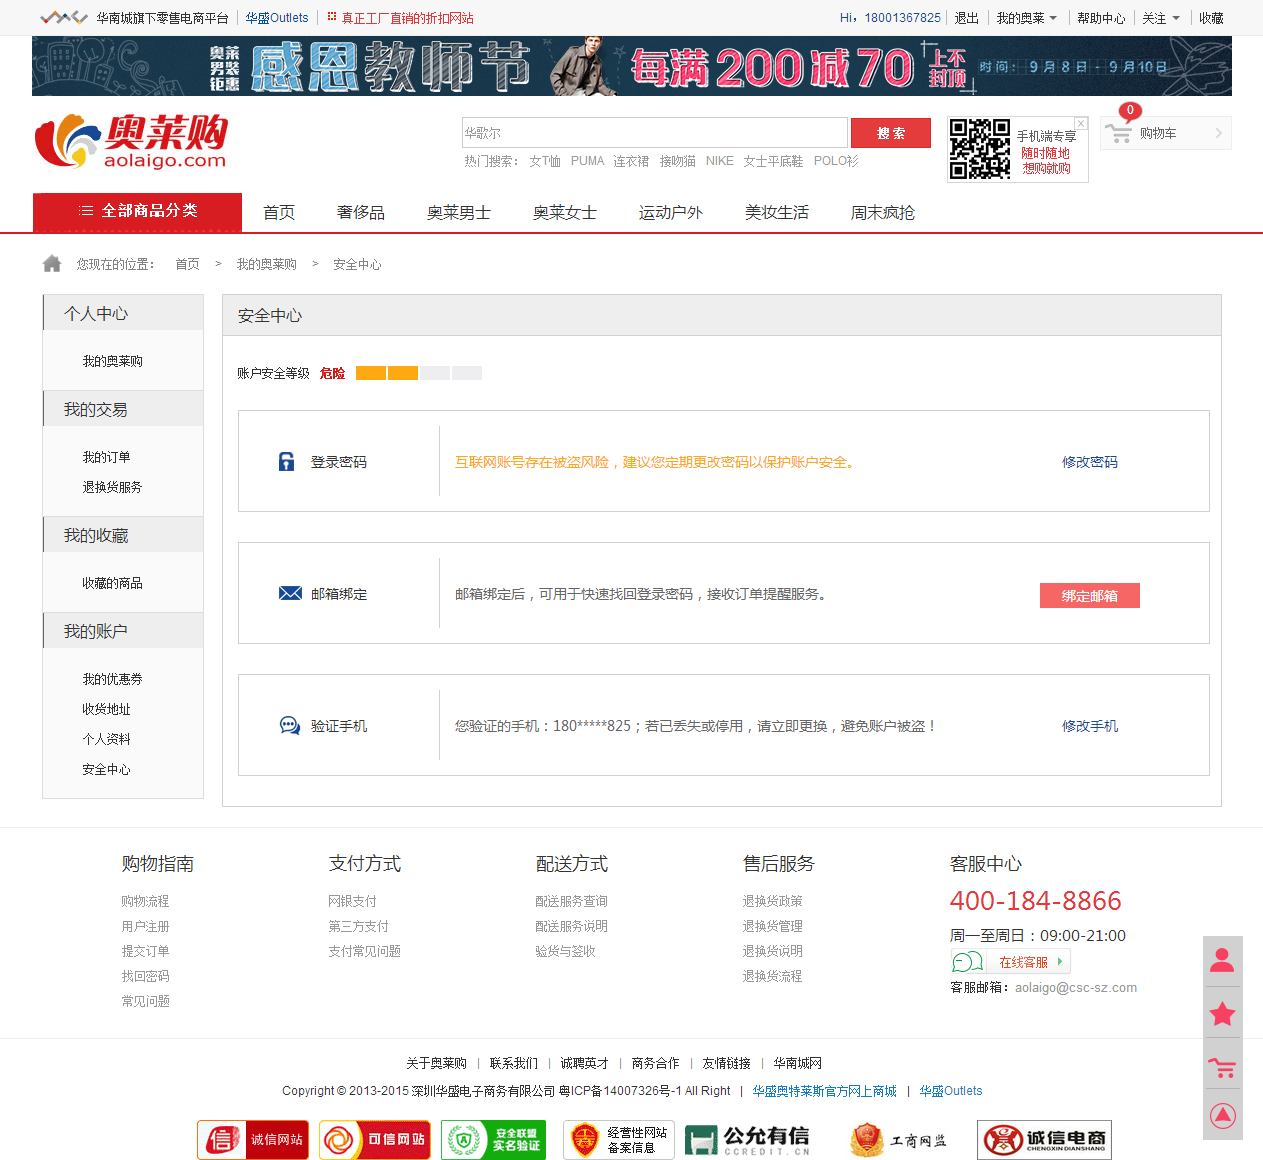 华南城旗下零售电商平台 华盛Outlets 真正工厂直销的折扣网站 Hi，18001367825 退出 我的奥莱 帮助中心 关注 收藏
奥莱男装钜惠 感恩教师节 每满200减70 上不封顶 时间：9月8日-9月10日
奥莱购
aolaigo.com
华歌尔 搜索
热门搜索： 女T恤 PUMA 连衣裙 接吻猫 NIKE 女士平底鞋 POLO衫
手机端专享 X
随时随地
想购就购
0
购物车
全部商品分类 首页 奢侈品 奥莱男士 奥莱女士 运动户外 美妆生活 周末疯抢
您现在的位置： 首页 > 我的奥莱购 > 安全中心
个人中心
我的奥莱购
我的交易
我的订单
退换货服务
我的收藏
收藏的商品
我的账户
我的优惠券
收货地址
个人资料
安全中心
安全中心
账户安全等级 危险
登录密码 互联网账号存在被盗风险，建议您定期更改密码以保护账户安全。 修改密码
邮箱绑定 邮箱绑定后，可用于快速找回登录密码，接收订单提醒服务。 绑定邮箱
验证手机 您验证的手机：180*****825；若已丢失或停用，请立即更换，避免账户被盗！ 修改手机
购物指南
购物流程
用户注册
提交订单
找回密码
常见问题
支付方式
网银支付
第三方支付
支付常见问题
配送方式
配送服务查询
配送服务说明
验货与签收
售后服务
退换货政策
退换货管理
退换货说明
退换货流程
客服中心
400-184-8866
周一至周日：09:00-21:00
在线客服
客服邮箱：aolaigo@csc-sz.com
关于奥莱购 | 联系我们 | 诚聘英才 | 商务合作 | 友情链接 | 华南城网
Copyright © 2013-2015 深圳华盛电子商务有限公司 粤ICP备14007326号-1 All Right | 华盛奥特莱斯官方网上商城 | 华盛Outlets
信 诚信网站
可信网站
安全联盟
实名验证
经营性网站
备案信息
公允有信
CCREDIT.CN
工商网监
诚信电商
CHENGXINDIANSHANG